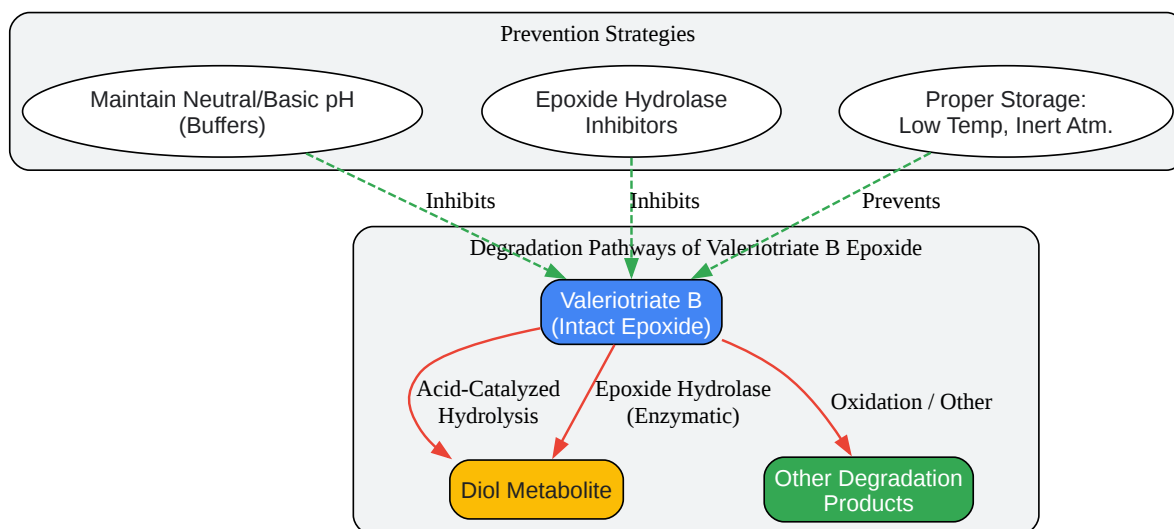 Prevention Strategies
Maintain Neutral/Basic pH
(Buffers)
Epoxide Hydrolase
Inhibitors
Proper Storage:
Low Temp, Inert Atm.
Inhibits
Inhibits
Prevents
Degradation Pathways of Valeriotriate B Epoxide
Valeriotriate B
(Intact Epoxide)
Acid-Catalyzed
Hydrolysis
Epoxide Hydrolase
(Enzymatic)
Oxidation / Other
Diol Metabolite
Other Degradation
Products